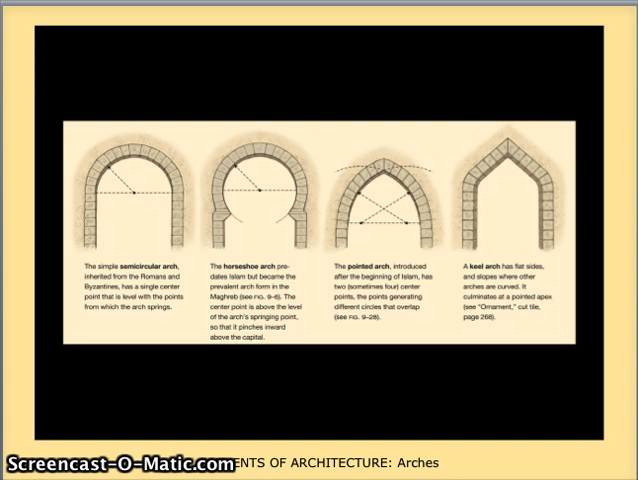 The simple semicircular arch,
inherited from the Romans and
Byzantines, has a single center
point that is level with the points
from which the arch springs.
The horseshoe arch pre-
dates Islam but became the
prevalent arch form in the
Maghreb (see FIG. 9–6). The
center point is above the level
of the arch's springing point,
so that it pinches inward
above the capital.
The pointed arch, introduced
after the beginning of Islam, has
two (sometimes four) center
points, the points generating
different circles that overlap
(see FIG. 9–28).
A keel arch has flat sides,
and slopes where other
arches are curved. It
culminates at a pointed apex
(see "Ornament," cut tile,
page 268).
ENTS OF ARCHITECTURE: Arches
Screencast-O-Matic.com